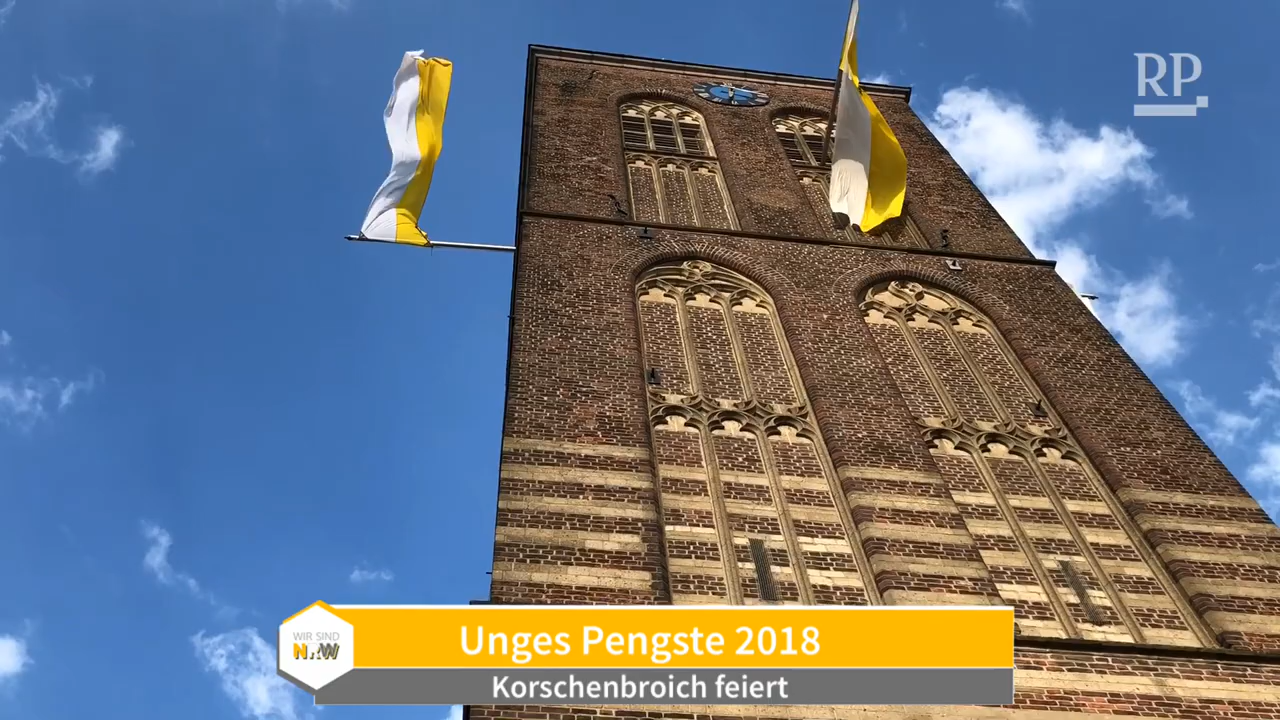 RP
Unges Pengste 2018
WIR SIND
NRW
Korschenbroich feiert